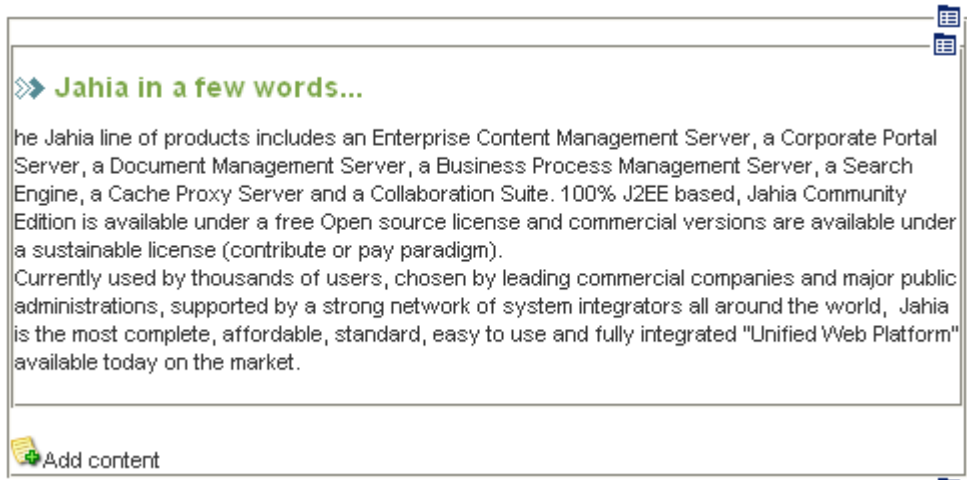 Jahia in a few words...
he Jahia line of products includes an Enterprise Content Management Server, a Corporate Portal
Server, a Document Management Server, a Business Process Management Server, a Search
Engine, a Cache Proxy Server and a Collaboration Suite. 100% J2EE based, Jahia Community
Edition is available under a free Open source license and commercial versions are available under
a sustainable license (contribute or pay paradigm).
Currently used by thousands of users, chosen by leading commercial companies and major public
administrations, supported by a strong network of system integrators all around the world, Jahia
is the most complete, affordable, standard, easy to use and fully integrated "Unified Web Platform"
available today on the market.
Add content